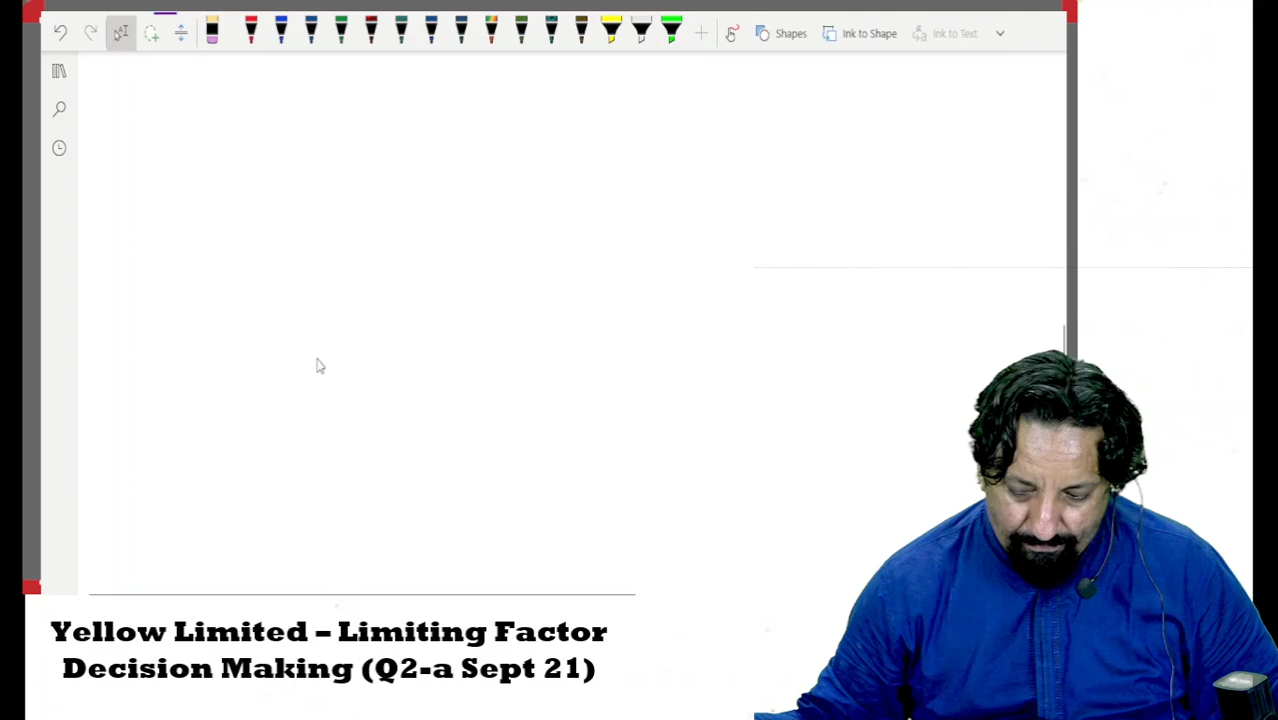 Shapes
Ink to Shape
Ink to Text
Yellow Limited – Limiting Factor
Decision Making (Q2-a Sept 21)